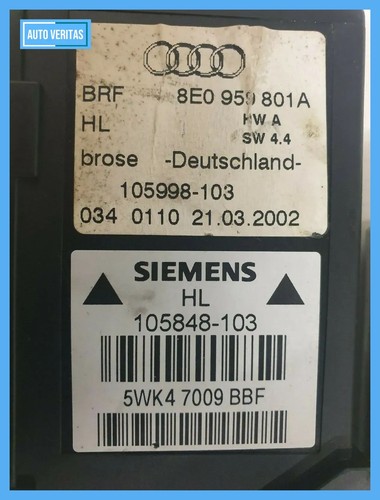 AUTO VERITAS
BRF 8E0 959 801A
HL HW A
SW 4.4
brose -Deutschland-
105998-103
034 0110 21.03.2002
SIEMENS
HL
105848-103
5WK4 7009 BBF